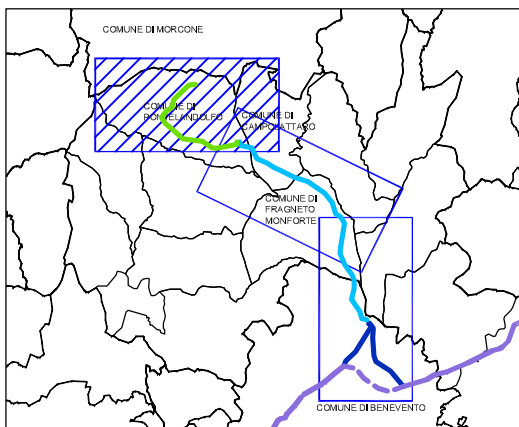 COMUNE DI MORCONE
COMUNE DI
PONTELANDOLFO
COMUNE DI
CAMPOLATTARO
COMUNE DI
FRAGNETO
MONFORTE
COMUNE DI BENEVENTO